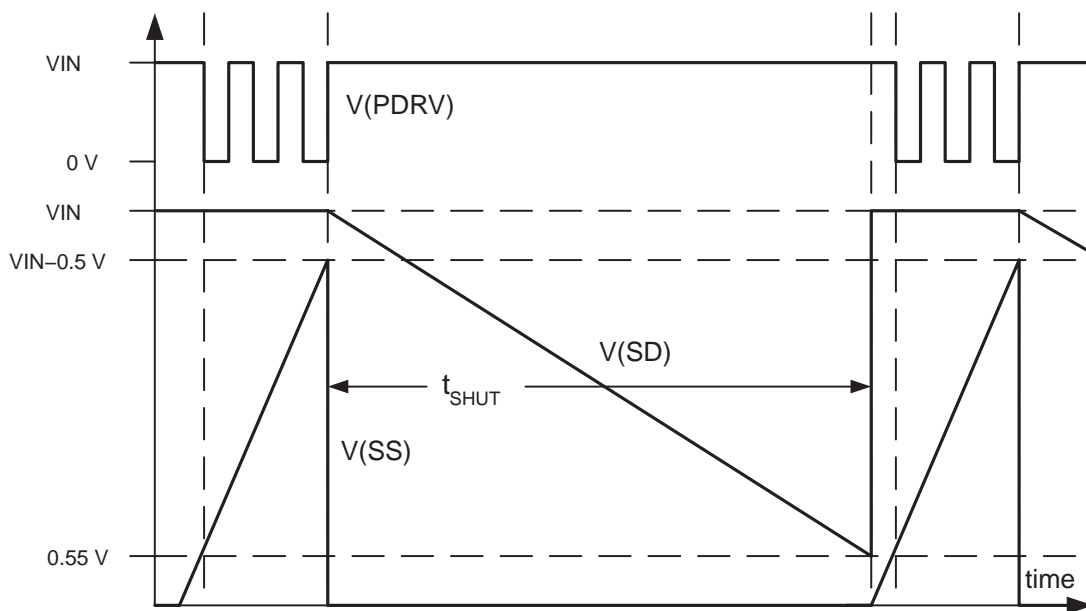 VIN
V(PDRV)
0 V
VIN
VIN−0.5 V
V(SD)
tSHUT
V(SS)
0.55 V
time